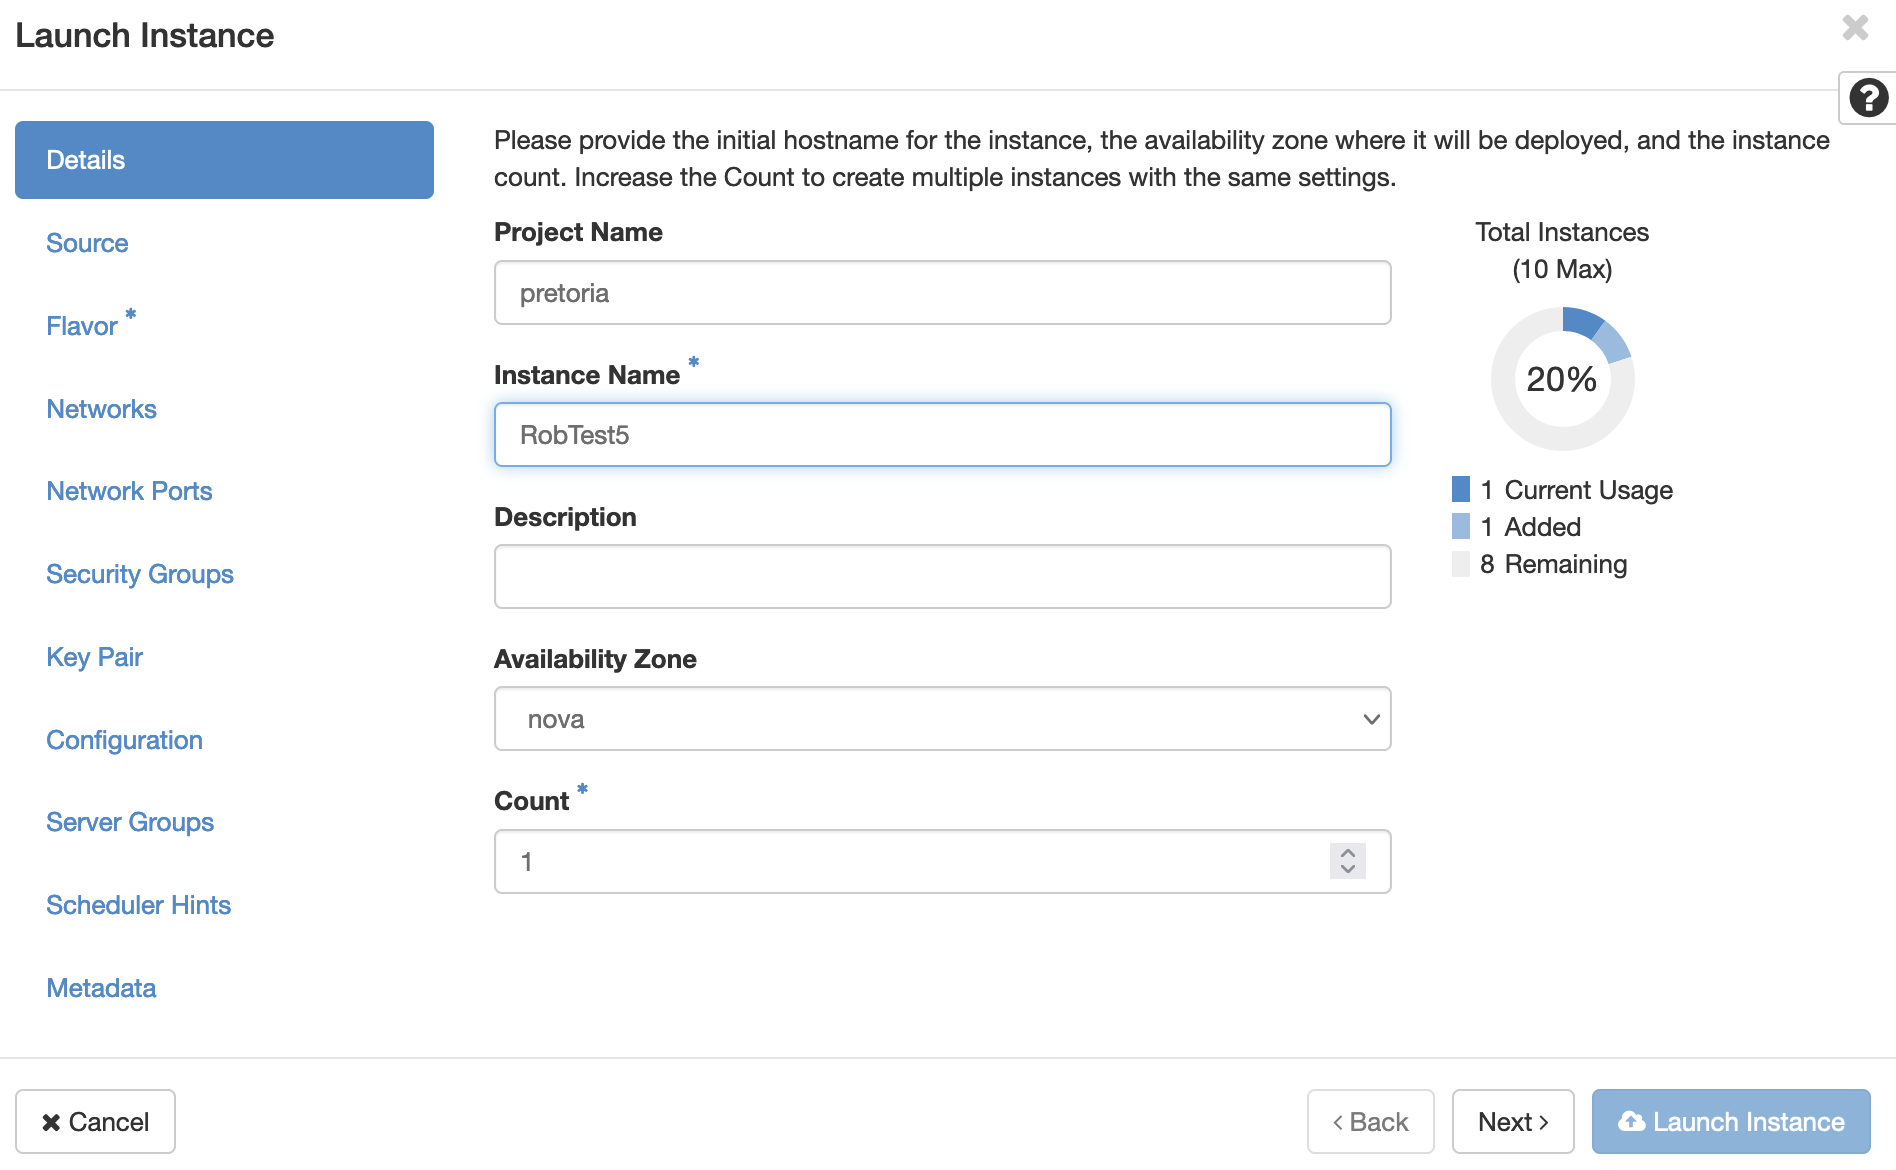 Launch Instance
Details
Source
Flavor *
Networks
Network Ports
Security Groups
Key Pair
Configuration
Server Groups
Scheduler Hints
Metadata
Please provide the initial hostname for the instance, the availability zone where it will be deployed, and the instance
count. Increase the Count to create multiple instances with the same settings.
Project Name
pretoria
Instance Name *
RobTest5
Description
Availability Zone
nova
Count *
1
Total Instances
(10 Max)
20%
1 Current Usage
1 Added
8 Remaining
Cancel
Back
Next
Launch Instance